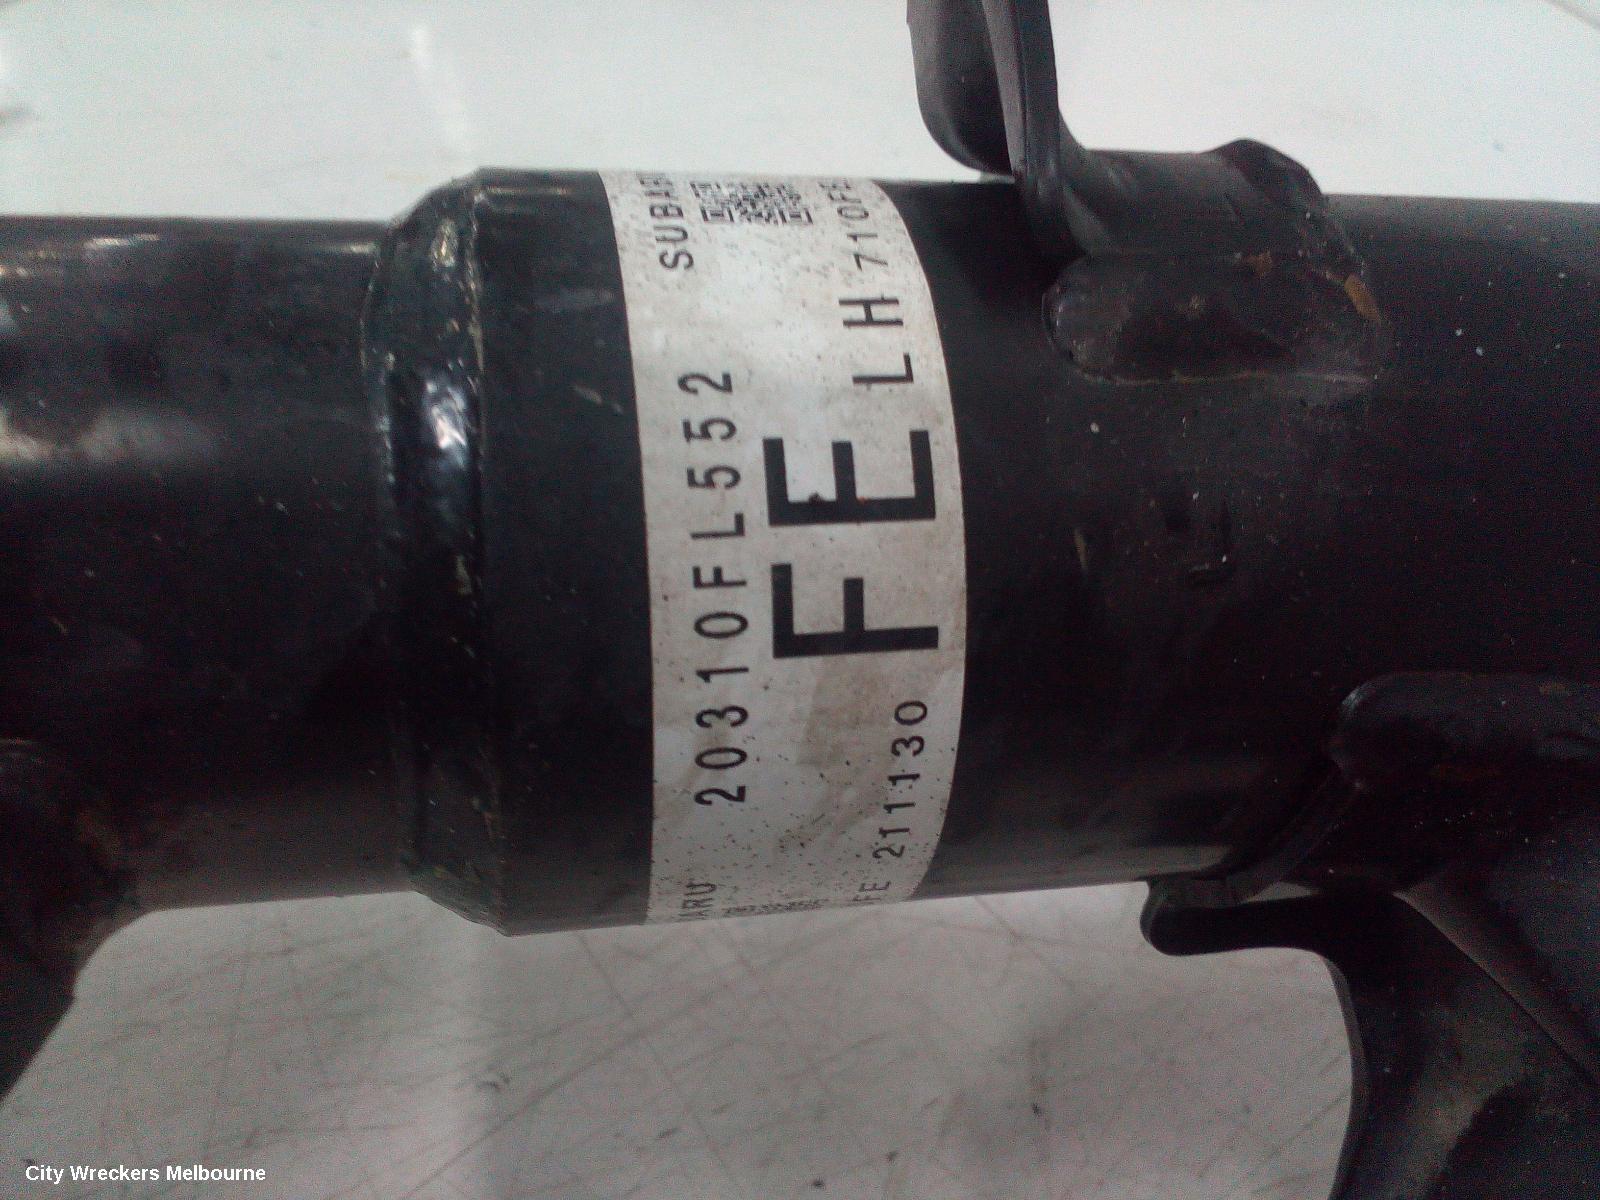 SUBARU
20310FL552
FE
LH
FE 211130
City Wreckers Melbourne